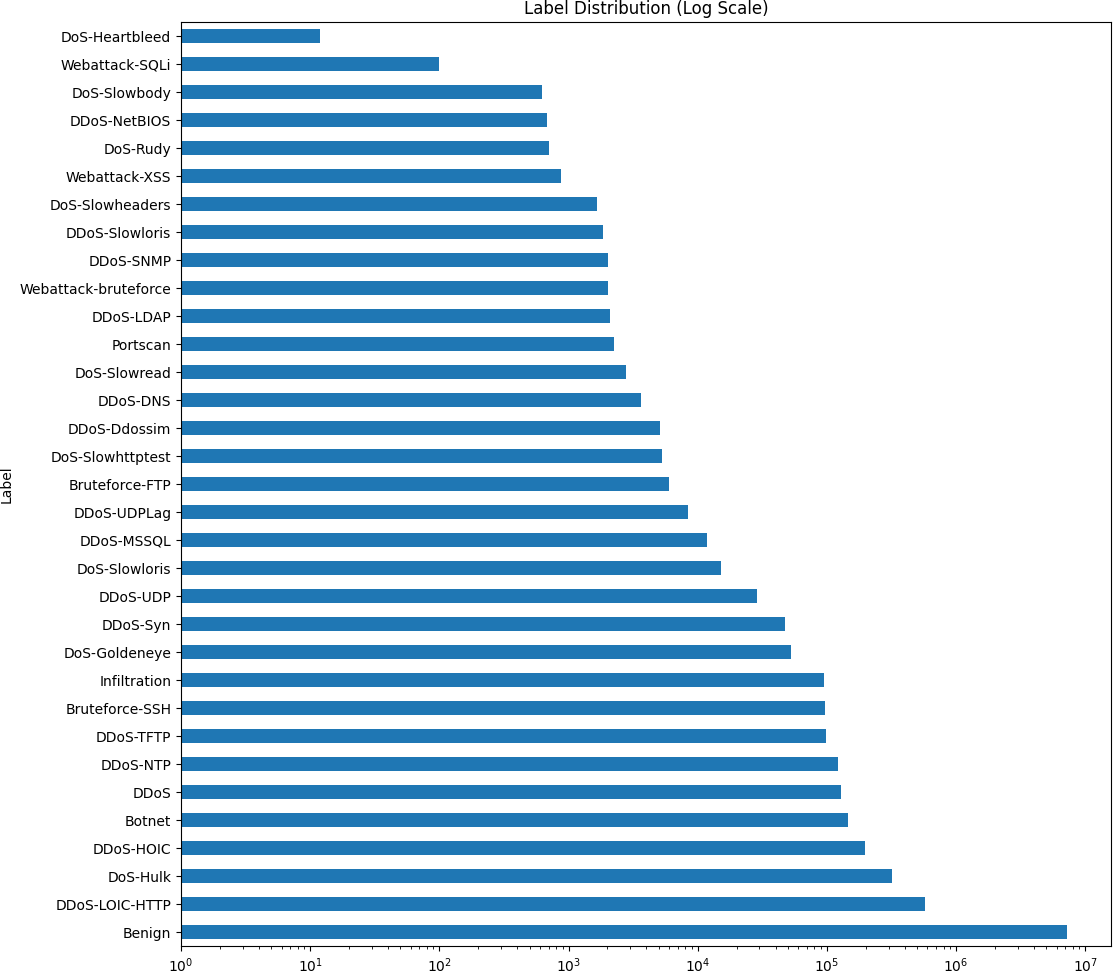 Label Distribution (Log Scale)
DoS-Heartbleed
Webattack-SQLi
DoS-Slowbody
DDoS-NetBIOS
DoS-Rudy
Webattack-XSS
DoS-Slowheaders
DDoS-Slowloris
DDoS-SNMP
Webattack-bruteforce
DDoS-LDAP
Portscan
DoS-Slowread
DDoS-DNS
DDoS-Ddossim
DoS-Slowhttptest
Bruteforce-FTP
DDoS-UDPLag
DDoS-MSSQL
DoS-Slowloris
DDoS-UDP
DDoS-Syn
DoS-Goldeneye
Infiltration
Bruteforce-SSH
DDoS-TFTP
DDoS-NTP
DDoS
Botnet
DDoS-HOIC
DoS-Hulk
DDoS-LOIC-HTTP
Benign
Label
10⁰ 10¹ 10² 10³ 10⁴ 10⁵ 10⁶ 10⁷